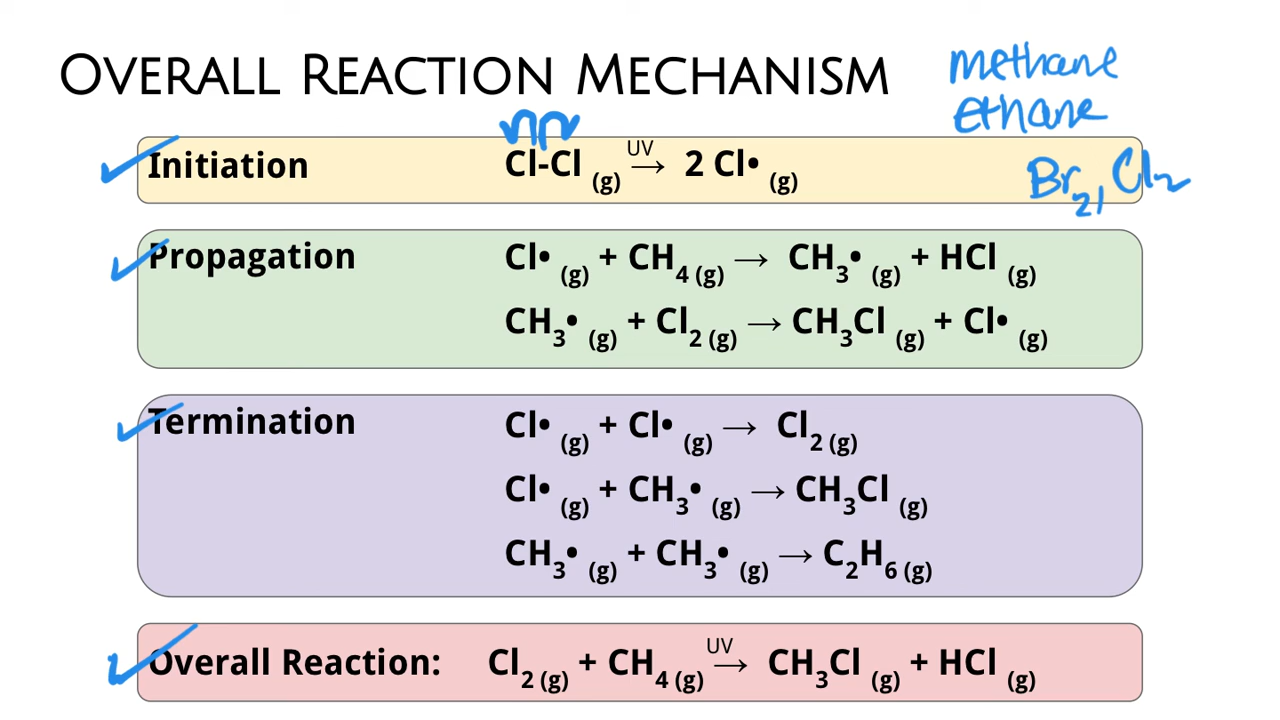 OVERALL REACTION MECHANISM
methane
ethane
Initiation Cl-Cl (g) UV → 2 Cl• (g)
Br2, Cl2
Propagation Cl• (g) + CH4 (g) → CH3• (g) + HCl (g)
CH3• (g) + Cl2 (g) → CH3Cl (g) + Cl• (g)
Termination Cl• (g) + Cl• (g) → Cl2 (g)
Cl• (g) + CH3• (g) → CH3Cl (g)
CH3• (g) + CH3• (g) → C2H6 (g)
Overall Reaction: Cl2 (g) + CH4 (g) UV → CH3Cl (g) + HCl (g)